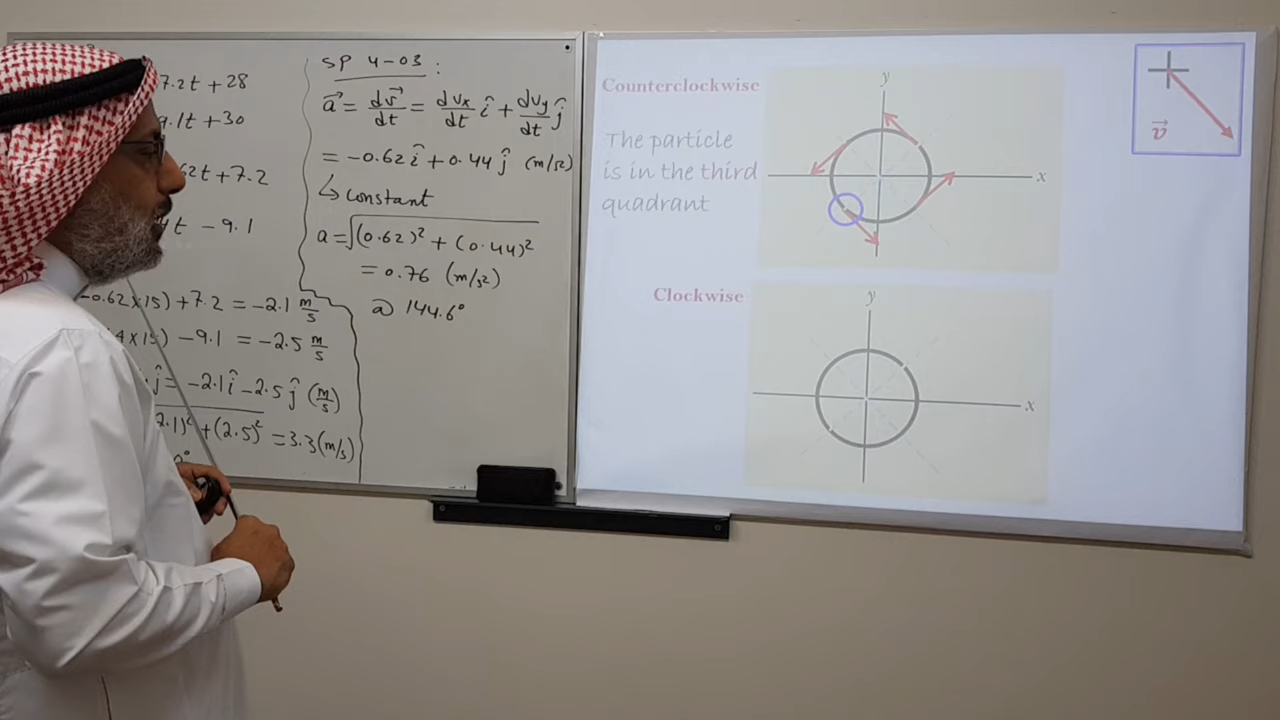 7.2t + 28
9.1t + 30
62t + 7.2
t - 9.1
-0.62×15) + 7.2 = -2.1 m/s
4×15) - 9.1 = -2.5 m/s
ĵ = -2.1 î - 2.5 ĵ (m/s)
2.1)² + (2.5)² = 3.3 (m/s)
SP 4-03 :
a⃗ = dv⃗/dt = dvx/dt î + dvy/dt ĵ
= -0.62 î + 0.44 ĵ (m/s²)
↳ constant
a = √(0.62)² + (0.44)²
= 0.76 (m/s²)
@ 144.6°
Counterclockwise
The particle
is in the third
quadrant
y
x
v⃗
Clockwise
y
x